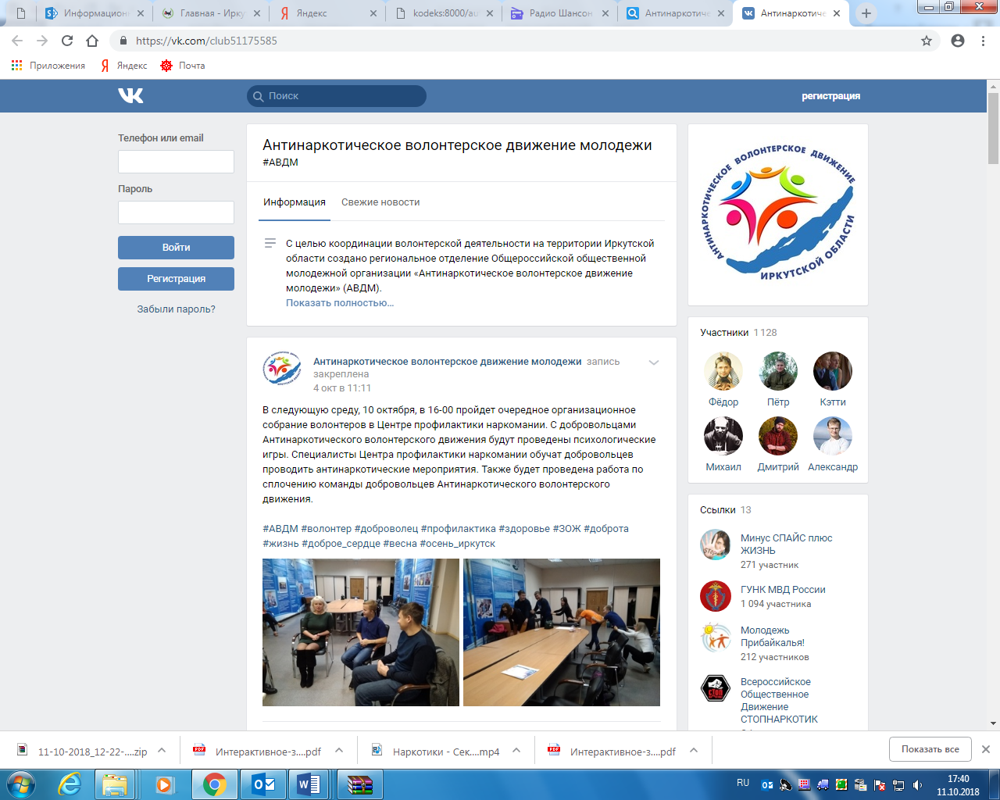 Информацион
Главная - Ирку
Яндекс
kodeks:8000/au
Радио Шансон
Антинаркотиче
Антинаркотиче
https://vk.com/club51175585
Приложения
Яндекс
Почта
Поиск
регистрация
Телефон или email
Пароль
Войти
Регистрация
Забыли пароль?
Антинаркотическое волонтерское движение молодежи
#АВДМ
Информация
Свежие новости
С целью координации волонтерской деятельности на территории Иркутской
области создано региональное отделение Общероссийской общественной
молодежной организации «Антинаркотическое волонтерское движение
молодежи» (АВДМ).
Показать полностью…
Антинаркотическое волонтерское движение молодежи запись
закреплена
4 окт в 11:11
В следующую среду, 10 октября, в 16-00 пройдет очередное организационное
собрание волонтеров в Центре профилактики наркомании. С добровольцами
Антинаркотического волонтерского движения будут проведены психологические
игры. Специалисты Центра профилактики наркомании обучат добровольцев
проводить антинаркотические мероприятия. Также будет проведена работа по
сплочению команды добровольцев Антинаркотического волонтерского
движения.
#АВДМ #волонтер #доброволец #профилактика #здоровье #ЗОЖ #доброта
#жизнь #доброе_сердце #весна #осень_иркутск
АНТИНАРКОТИЧЕСКОЕ ВОЛОНТЕРСКОЕ ДВИЖЕНИЕ
ИРКУТСКОЙ ОБЛАСТИ
Участники 1 128
Фёдор
Пётр
Кэтти
Михаил
Дмитрий
Александр
Ссылки 13
Минус СПАЙС плюс
ЖИЗНЬ
271 участник
ГУНК МВД России
1 094 участника
Молодежь
Прибайкалья!
212 участников
Всероссийское
Общественное
Движение
СТОПНАРКОТИК
11-10-2018_12-22-....zip
Интерактивное-з....pdf
Наркотики - Сек....mp4
Интерактивное-з....pdf
Показать все
RU
17:40
11.10.2018